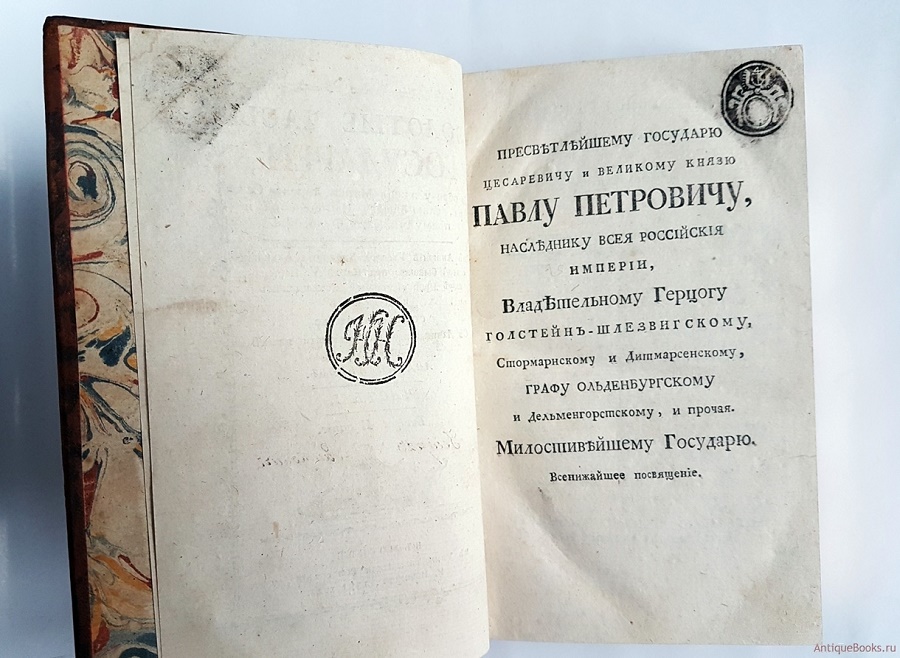 НН
ПРЕСВѢТЛѢЙШЕМУ ГОСУДАРЮ
ЦЕСАРЕВИЧУ и ВЕЛИКОМУ КНЯЗЮ
ПАВЛУ ПЕТРОВИЧУ,
НАСЛѢДНИКУ ВСЕЯ РОССІЙСКІЯ
ИМПЕРІИ,
Владѣтельному Герцогу
ГОЛСТЕЙНЪ-ШЛЕЗВИГСКОМУ,
Стормарнскому и Дитмарсенскому,
ГРАФУ ОЛЬДЕНБУРГСКОМУ
и Дельменгорстскому, и прочая.
Милостивѣйшему Государю.
Всенижайшее посвященіе.
AntiqueBooks.ru